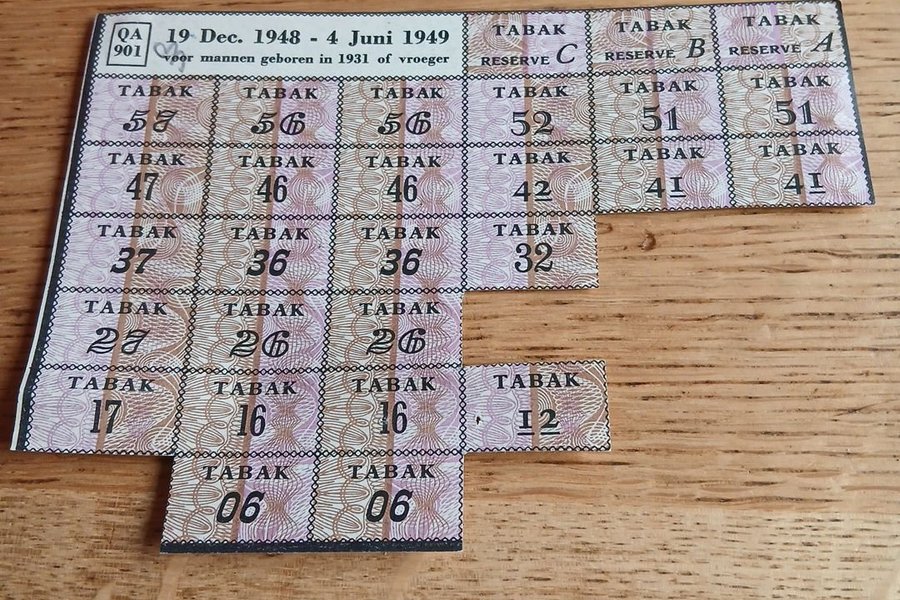 QA 901
19 Dec. 1948 - 4 Juni 1949
voor mannen geboren in 1931 of vroeger
TABAK RESERVE C
TABAK RESERVE B
TABAK RESERVE A
TABAK 57
TABAK 56
TABAK 56
TABAK 52
TABAK 51
TABAK 51
TABAK 47
TABAK 46
TABAK 46
TABAK 42
TABAK 41
TABAK 41
TABAK 37
TABAK 36
TABAK 36
TABAK 32
TABAK 27
TABAK 26
TABAK 26
TABAK 17
TABAK 16
TABAK 16
TABAK 12
TABAK 06
TABAK 06